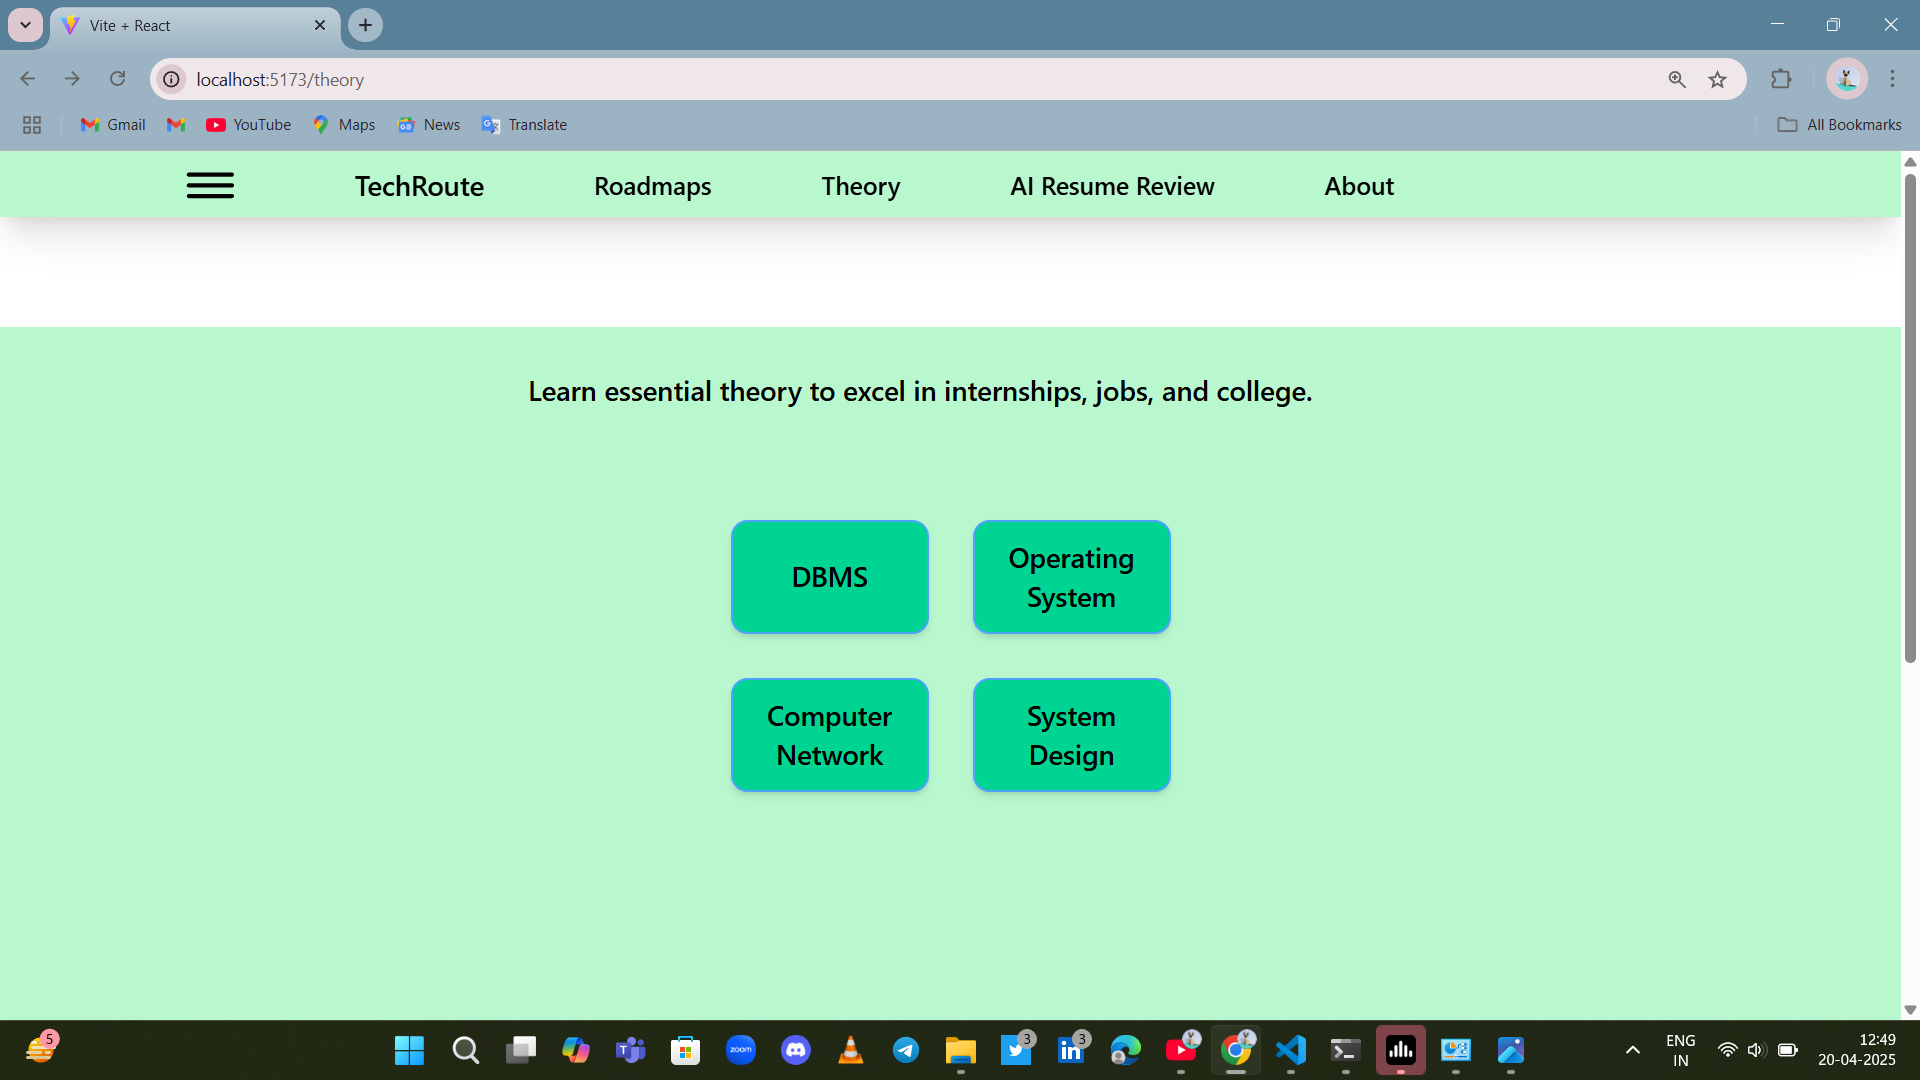 Vite + React
localhost:5173/theory
Gmail
YouTube
Maps
News
Translate
All Bookmarks
TechRoute
Roadmaps
Theory
AI Resume Review
About
Learn essential theory to excel in internships, jobs, and college.
DBMS
Operating
System
Computer
Network
System
Design
5
zoom
3
3
ENG
IN
12:49
20-04-2025